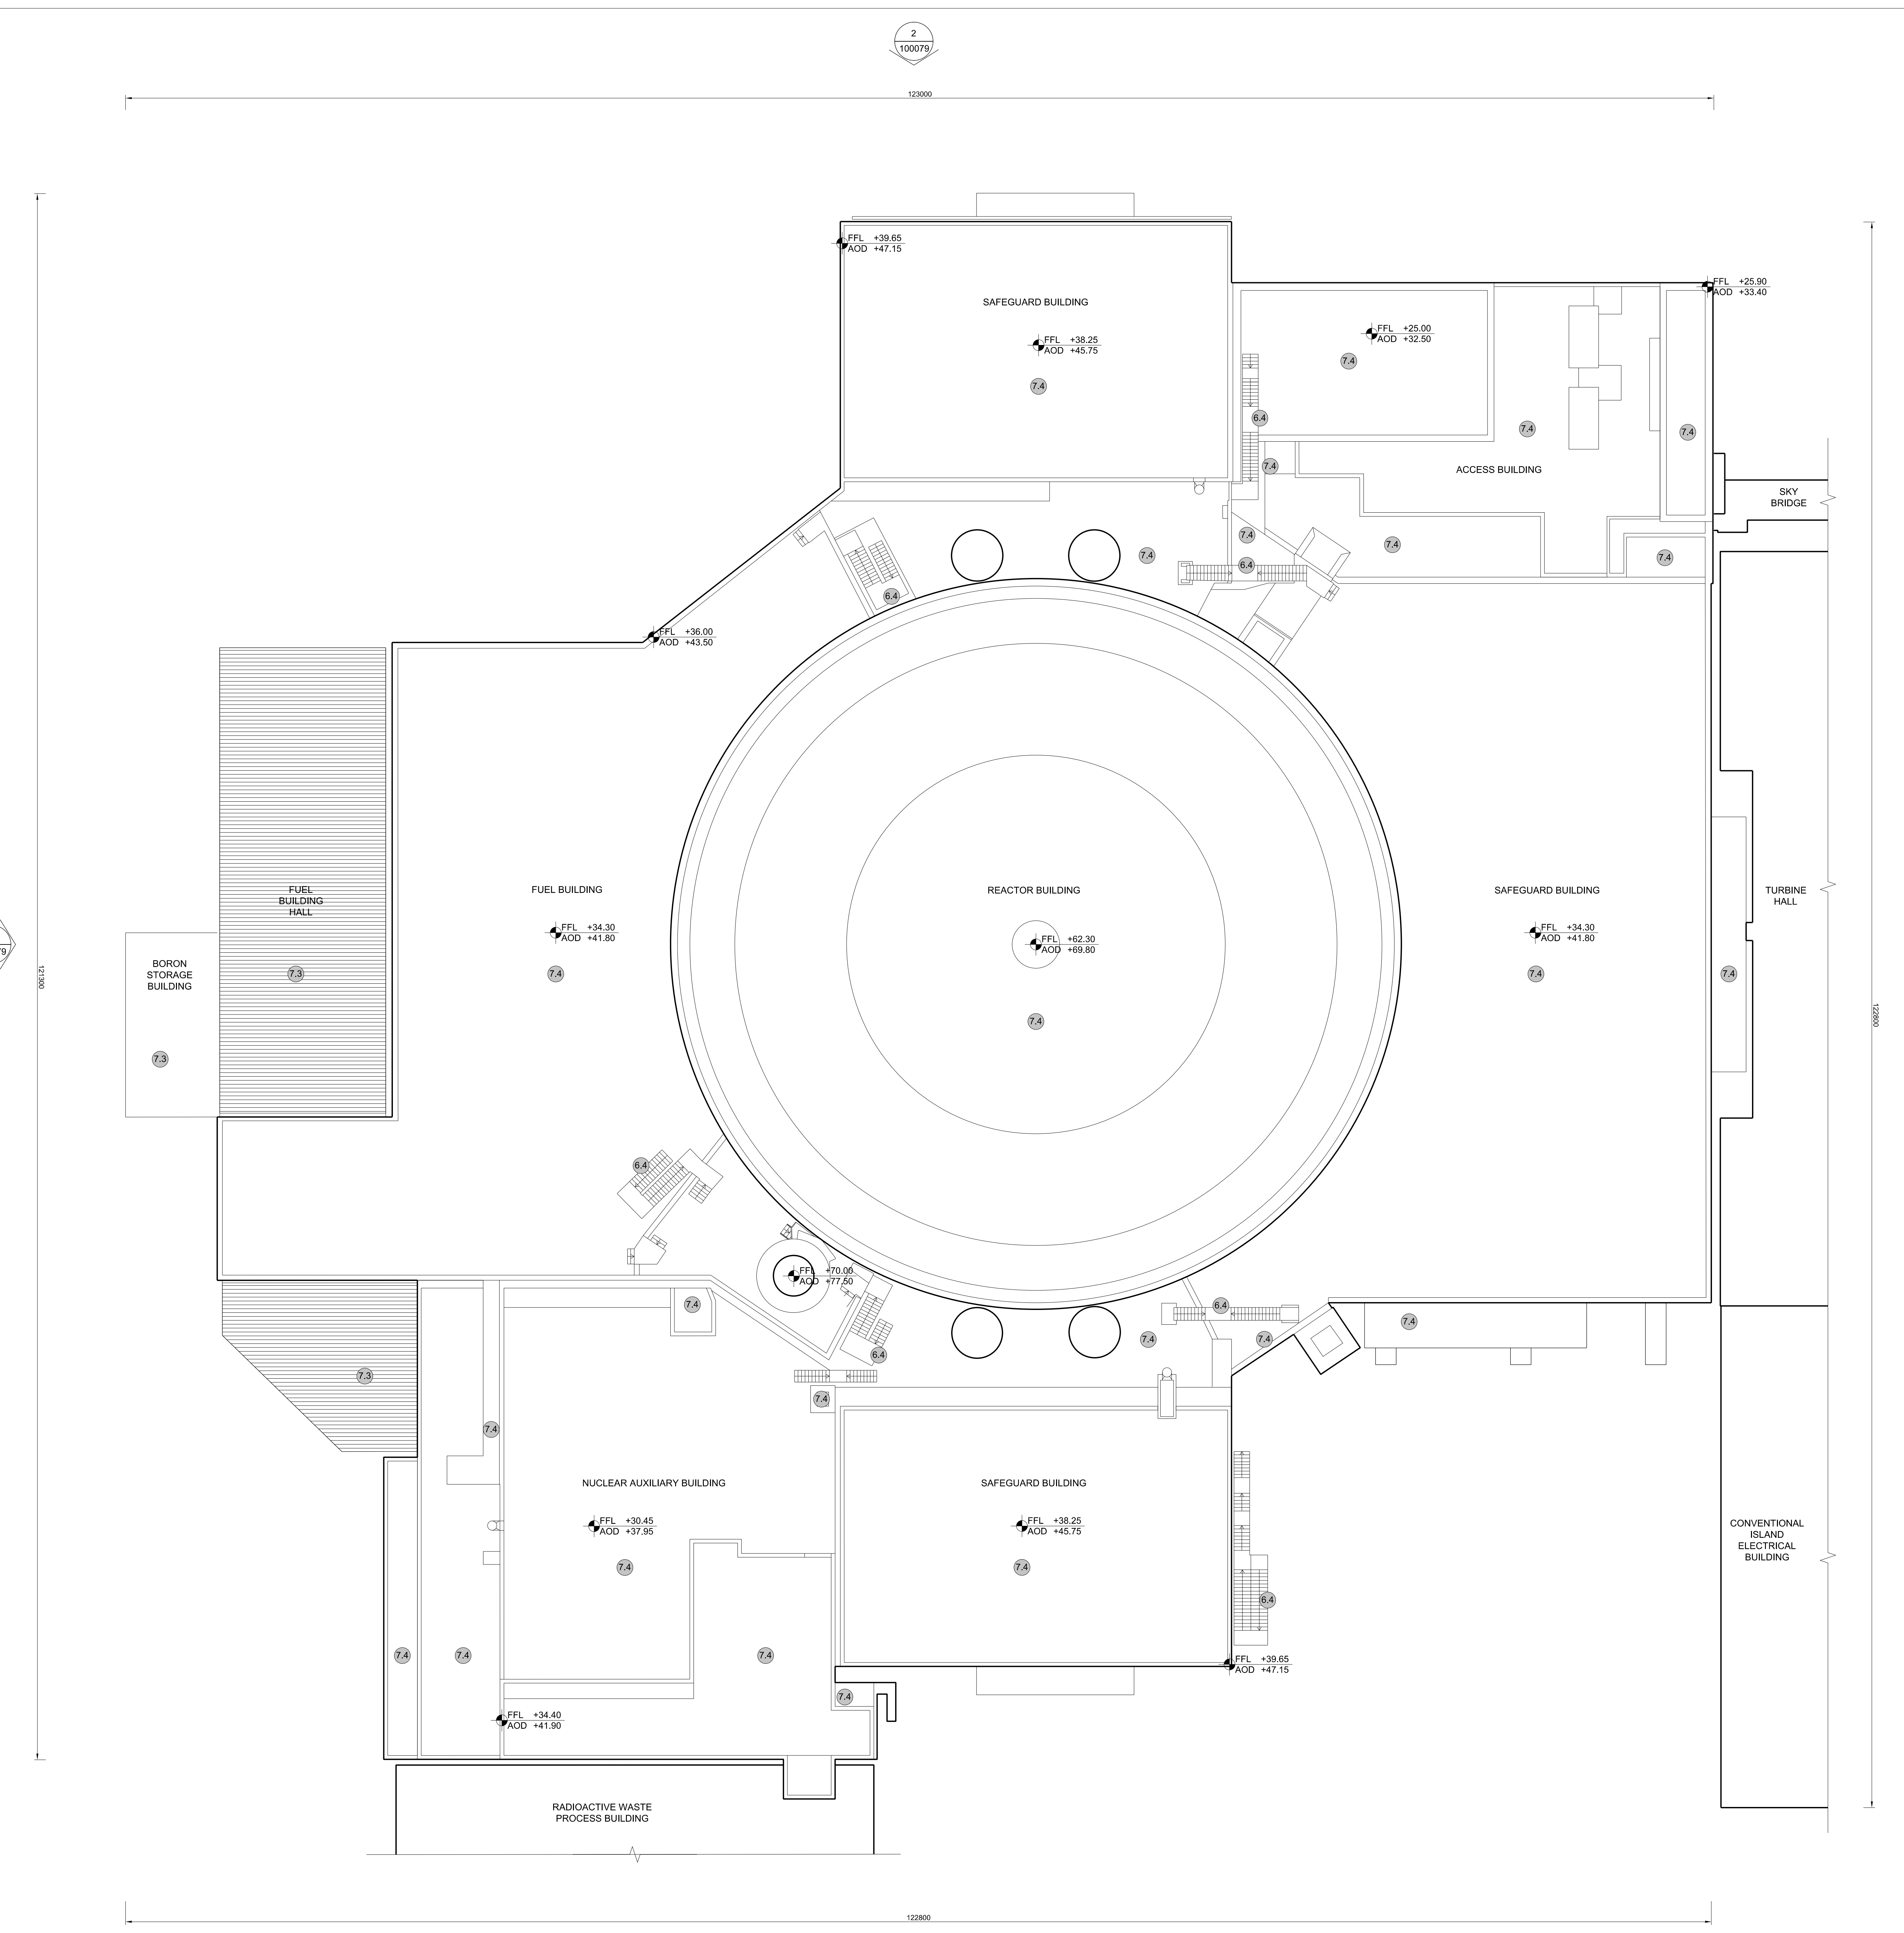 2
100079
123000
FFL +39.65
AOD +47.15
SAFEGUARD BUILDING
FFL +38.25
AOD +45.75
7.4
FFL +25.90
AOD +33.40
FFL +25.00
AOD +32.50
7.4
6.4
7.4
7.4
7.4
ACCESS BUILDING
SKY
BRIDGE
7.4
7.4
6.4
7.4
7.4
7.4
6.4
FFL +36.00
AOD +43.50
FUEL
BUILDING
HALL
7.3
FUEL BUILDING
FFL +34.30
AOD +41.80
7.4
REACTOR BUILDING
FFL +62.30
AOD +69.80
7.4
SAFEGUARD BUILDING
FFL +34.30
AOD +41.80
7.4
7.4
TURBINE
HALL
BORON
STORAGE
BUILDING
7.3
121300
122800
6.4
FFL +70.00
AOD +77.50
7.4
6.4
7.4
7.4
7.4
6.4
7.3
7.4
7.4
NUCLEAR AUXILIARY BUILDING
FFL +30.45
AOD +37.95
7.4
SAFEGUARD BUILDING
FFL +38.25
AOD +45.75
7.4
6.4
CONVENTIONAL
ISLAND
ELECTRICAL
BUILDING
7.4
7.4
7.4
FFL +39.65
AOD +47.15
7.4
FFL +34.40
AOD +41.90
RADIOACTIVE WASTE
PROCESS BUILDING
122800